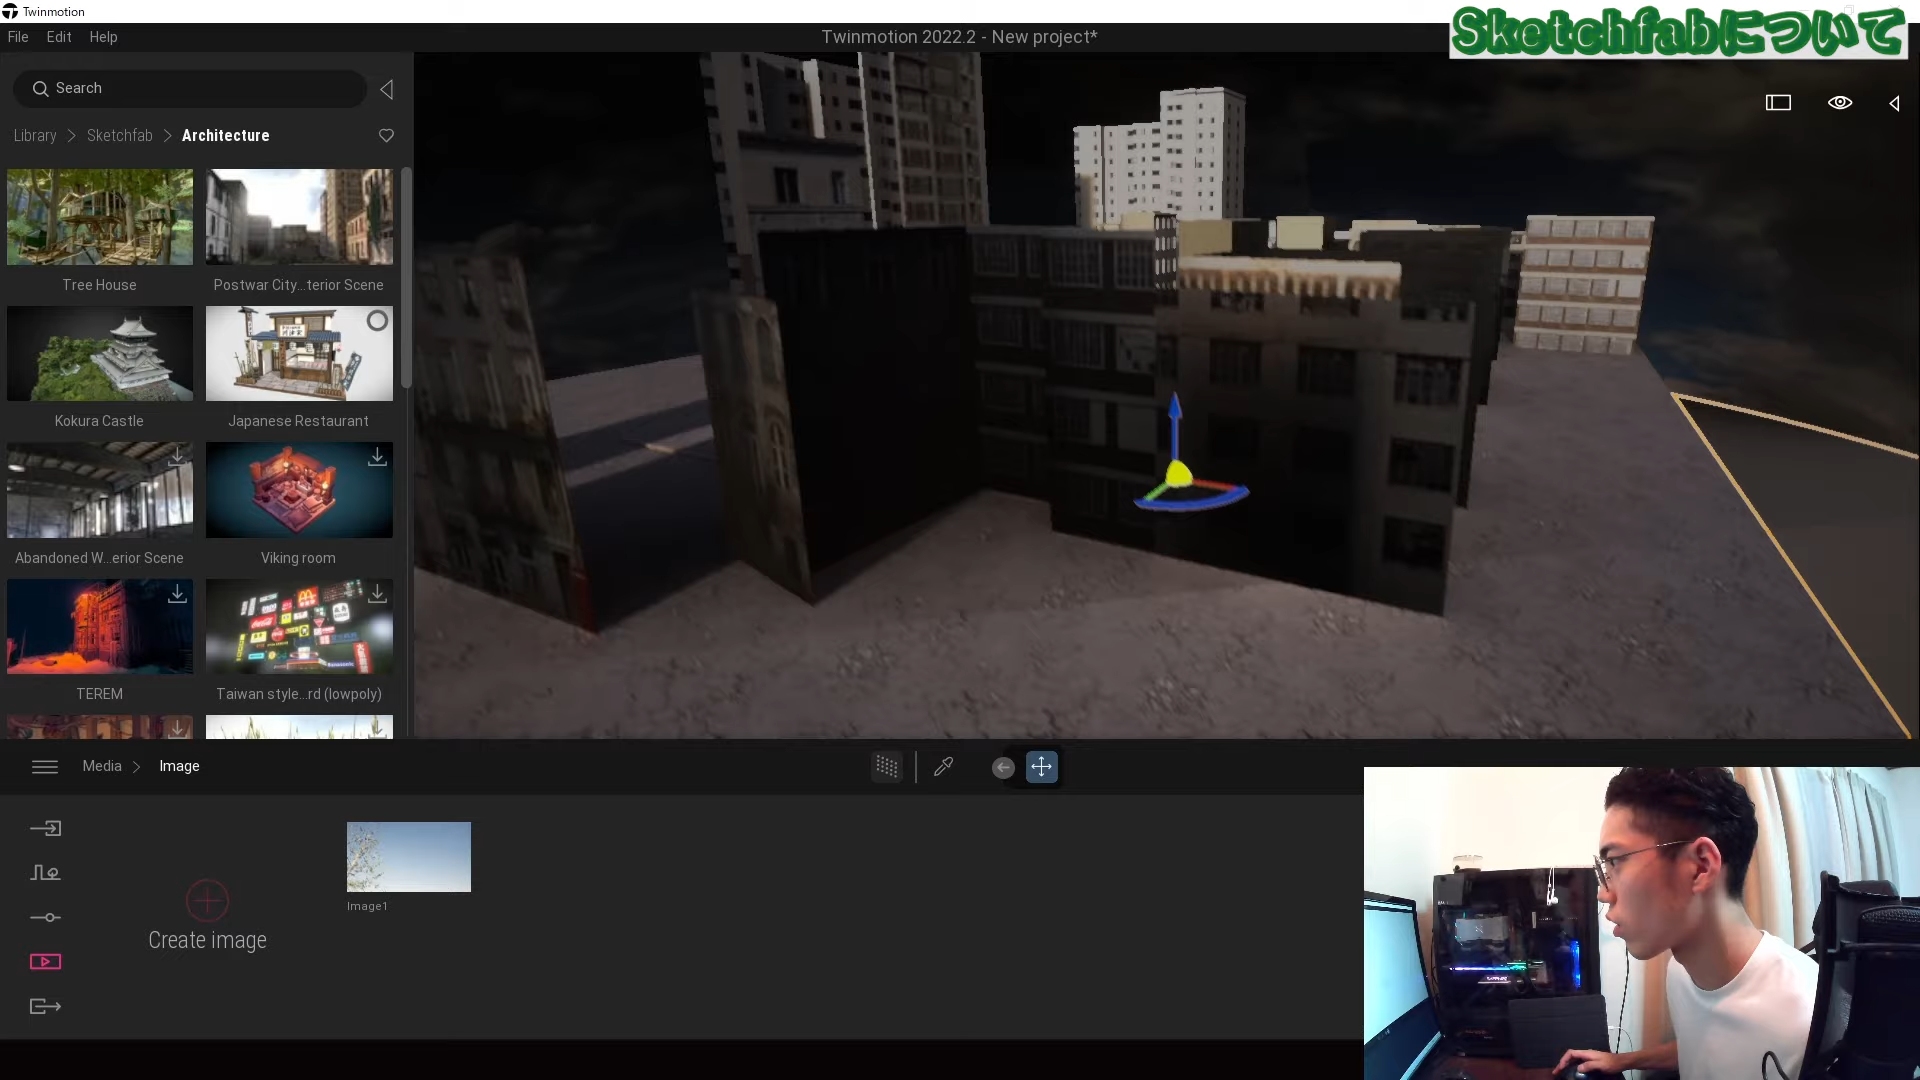 Twinmotion
Sketchfabについて
File Edit Help
Twinmotion 2022.2 - New project*
Search
Library Sketchfab Architecture
Tree House
Postwar City...terior Scene
Kokura Castle
Japanese Restaurant
Abandoned W...erior Scene
Viking room
TEREM
Taiwan style...rd (lowpoly)
Media Image
Image1
Create image